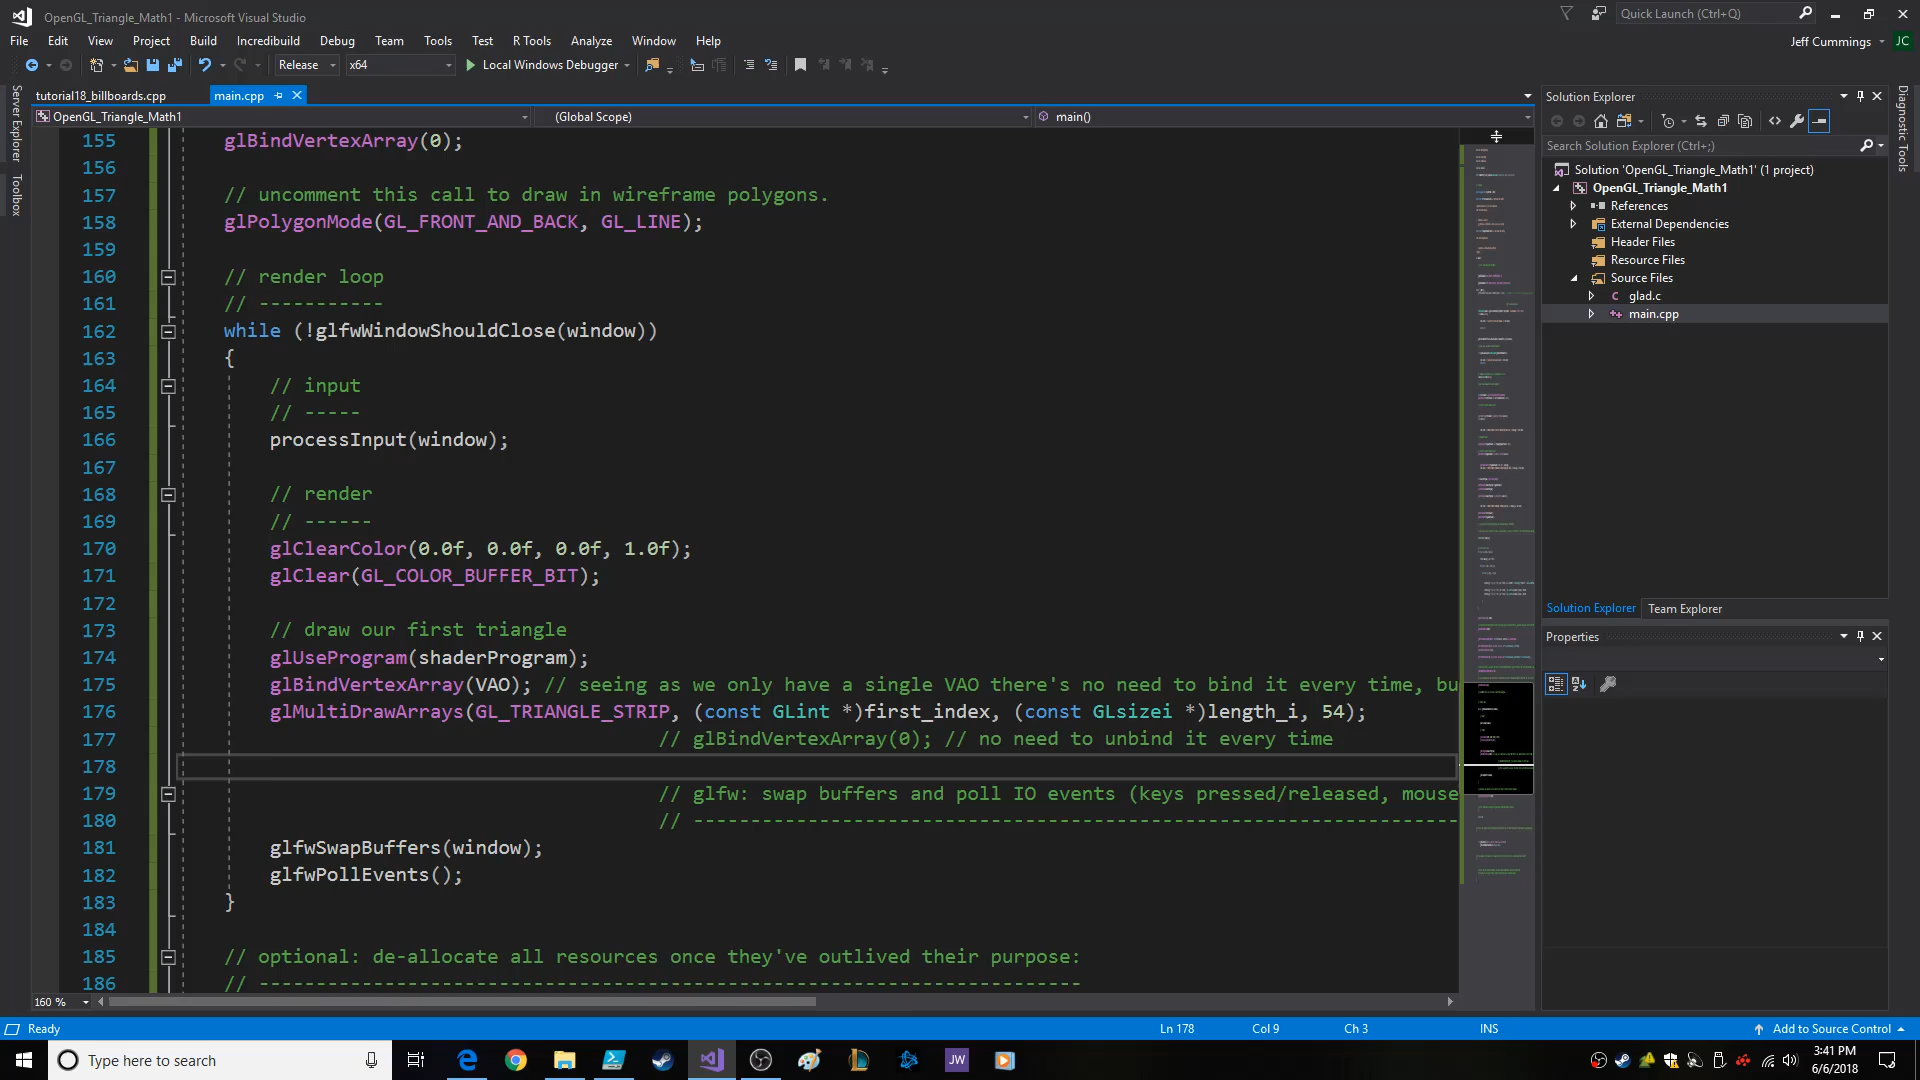 OpenGL_Triangle_Math1 - Microsoft Visual Studio
Quick Launch (Ctrl+Q)
File Edit View Project Build Incredibuild Debug Team Tools Test R Tools Analyze Window Help
Jeff Cummings JC
Release x64 Local Windows Debugger
Server Explorer
Toolbox
tutorial18_billboards.cpp main.cpp
OpenGL_Triangle_Math1 (Global Scope) main()
155 glBindVertexArray(0);
156
157 // uncomment this call to draw in wireframe polygons.
158 glPolygonMode(GL_FRONT_AND_BACK, GL_LINE);
159
160 // render loop
161 // -----------
162 while (!glfwWindowShouldClose(window))
163 {
164 // input
165 // -----
166 processInput(window);
167
168 // render
169 // ------
170 glClearColor(0.0f, 0.0f, 0.0f, 1.0f);
171 glClear(GL_COLOR_BUFFER_BIT);
172
173 // draw our first triangle
174 glUseProgram(shaderProgram);
175 glBindVertexArray(VAO); // seeing as we only have a single VAO there's no need to bind it every time, bu
176 glMultiDrawArrays(GL_TRIANGLE_STRIP, (const GLint *)first_index, (const GLsizei *)length_i, 54);
177 // glBindVertexArray(0); // no need to unbind it every time
178
179 // glfw: swap buffers and poll IO events (keys pressed/released, mouse
180 // -------------------------------------------------------------------
181 glfwSwapBuffers(window);
182 glfwPollEvents();
183 }
184
185 // optional: de-allocate all resources once they've outlived their purpose:
186 // ------------------------------------------------------------------------
160 %
Solution Explorer
Search Solution Explorer (Ctrl+;)
Solution 'OpenGL_Triangle_Math1' (1 project)
OpenGL_Triangle_Math1
References
External Dependencies
Header Files
Resource Files
Source Files
glad.c
main.cpp
Solution Explorer Team Explorer
Properties
Diagnostic Tools
Ready Ln 178 Col 9 Ch 3 INS Add to Source Control
Type here to search
JW
3:41 PM
6/6/2018